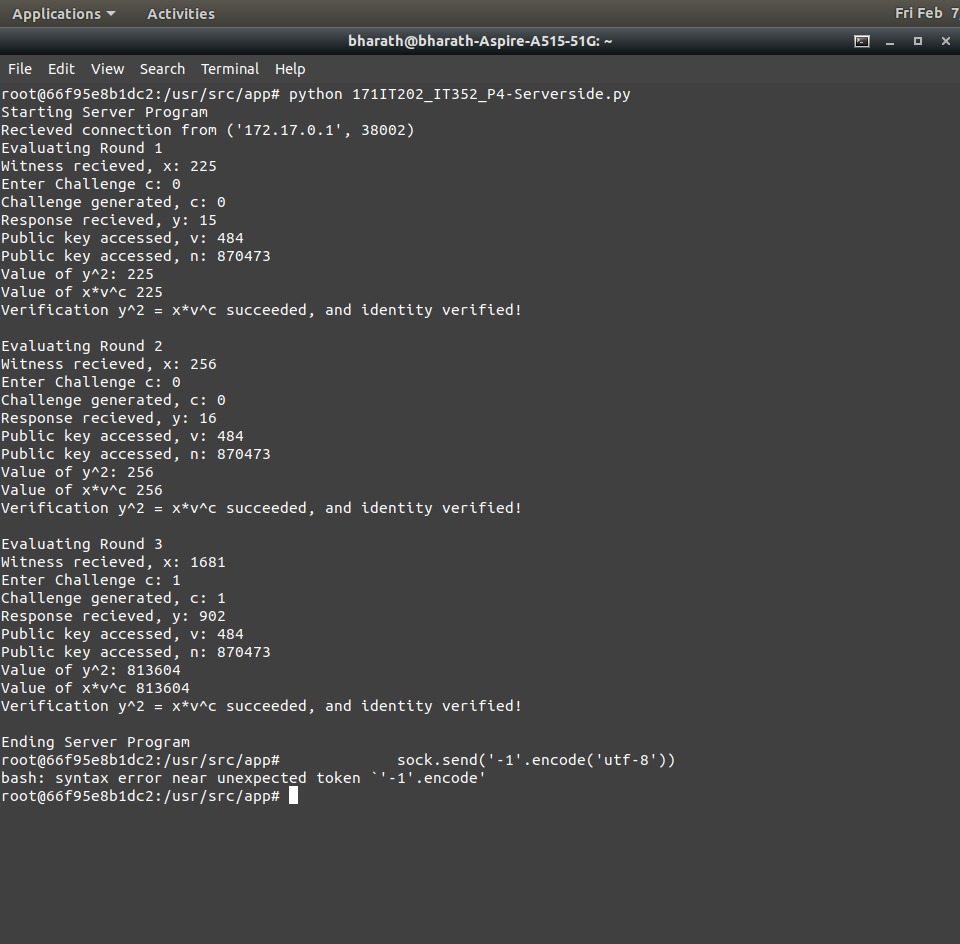 Applications Activities Fri Feb 7
bharath@bharath-Aspire-A515-51G: ~
File Edit View Search Terminal Help
root@66f95e8b1dc2:/usr/src/app# python 171IT202_IT352_P4-Serverside.py
Starting Server Program
Recieved connection from ('172.17.0.1', 38002)
Evaluating Round 1
Witness recieved, x: 225
Enter Challenge c: 0
Challenge generated, c: 0
Response recieved, y: 15
Public key accessed, v: 484
Public key accessed, n: 870473
Value of y^2: 225
Value of x*v^c 225
Verification y^2 = x*v^c succeeded, and identity verified!

Evaluating Round 2
Witness recieved, x: 256
Enter Challenge c: 0
Challenge generated, c: 0
Response recieved, y: 16
Public key accessed, v: 484
Public key accessed, n: 870473
Value of y^2: 256
Value of x*v^c 256
Verification y^2 = x*v^c succeeded, and identity verified!

Evaluating Round 3
Witness recieved, x: 1681
Enter Challenge c: 1
Challenge generated, c: 1
Response recieved, y: 902
Public key accessed, v: 484
Public key accessed, n: 870473
Value of y^2: 813604
Value of x*v^c 813604
Verification y^2 = x*v^c succeeded, and identity verified!

Ending Server Program
root@66f95e8b1dc2:/usr/src/app#             sock.send('-1'.encode('utf-8'))
bash: syntax error near unexpected token `'-1'.encode'
root@66f95e8b1dc2:/usr/src/app#